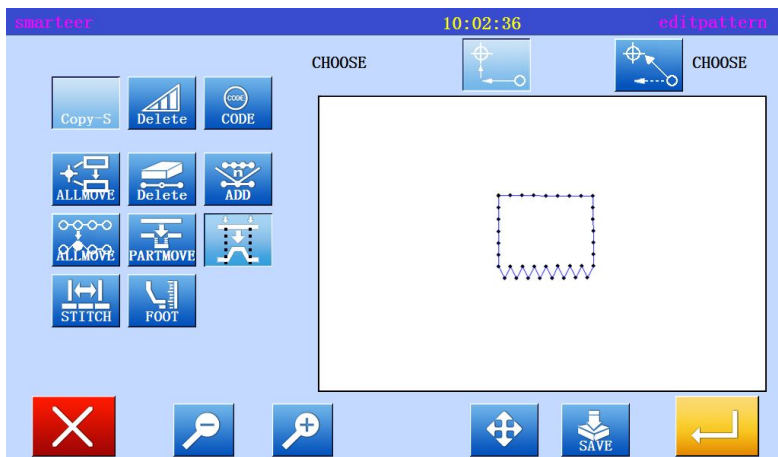 smarteer 10:02:36 editpattern
CHOOSE CHOOSE
Copy-S Delete CODE CODE
ALLMOVE Delete n ADD
ALLMOVE PARTMOVE
STITCH FOOT
SAVE